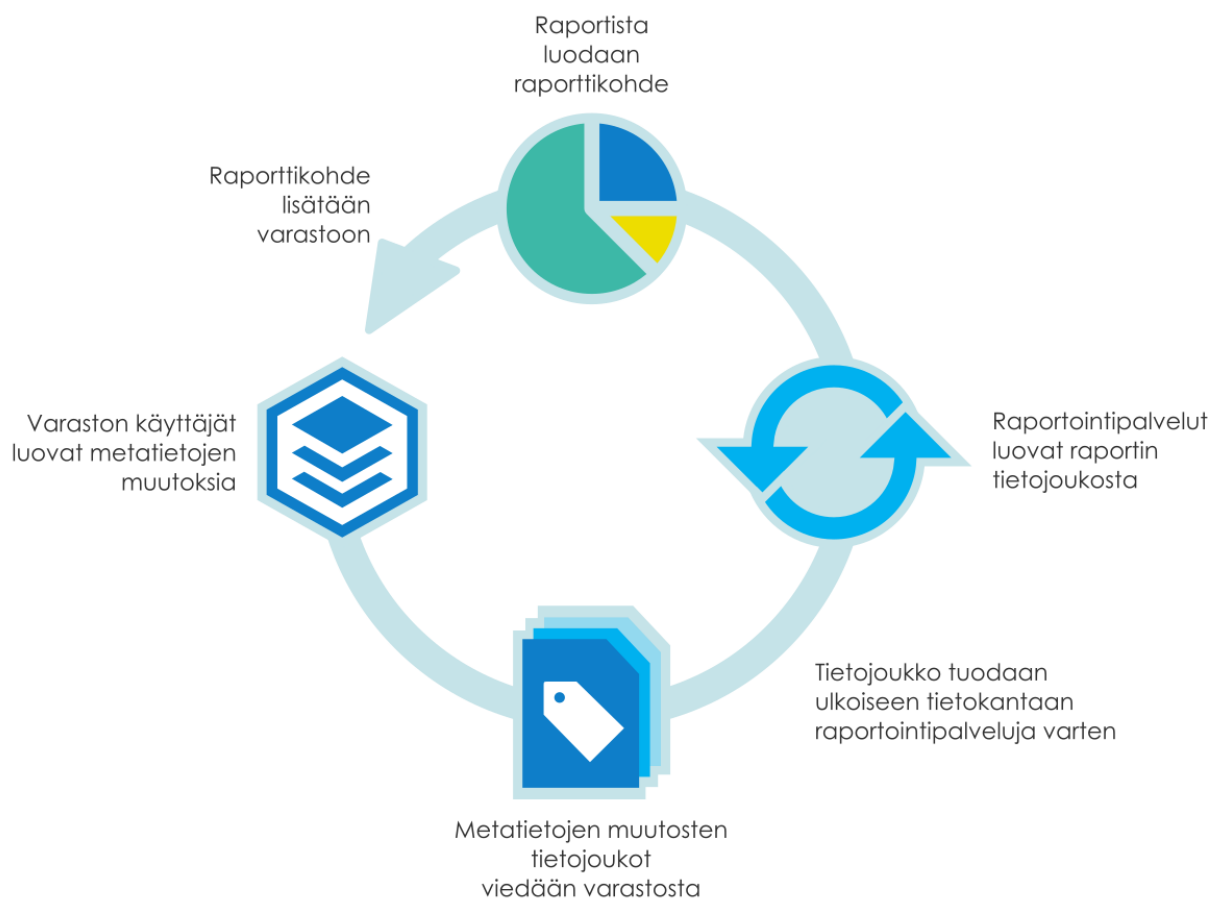 Raportista
luodaan
raporttikohde
Raporttikohde
lisätään
varastoon
Varaston käyttäjät
luovat metatietojen
muutoksia
Raportointipalvelut
luovat raportin
tietojoukosta
Tietojoukko tuodaan
ulkoiseen tietokantaan
raportointipalveluja varten
Metatietojen muutosten
tietojoukot
viedään varastosta